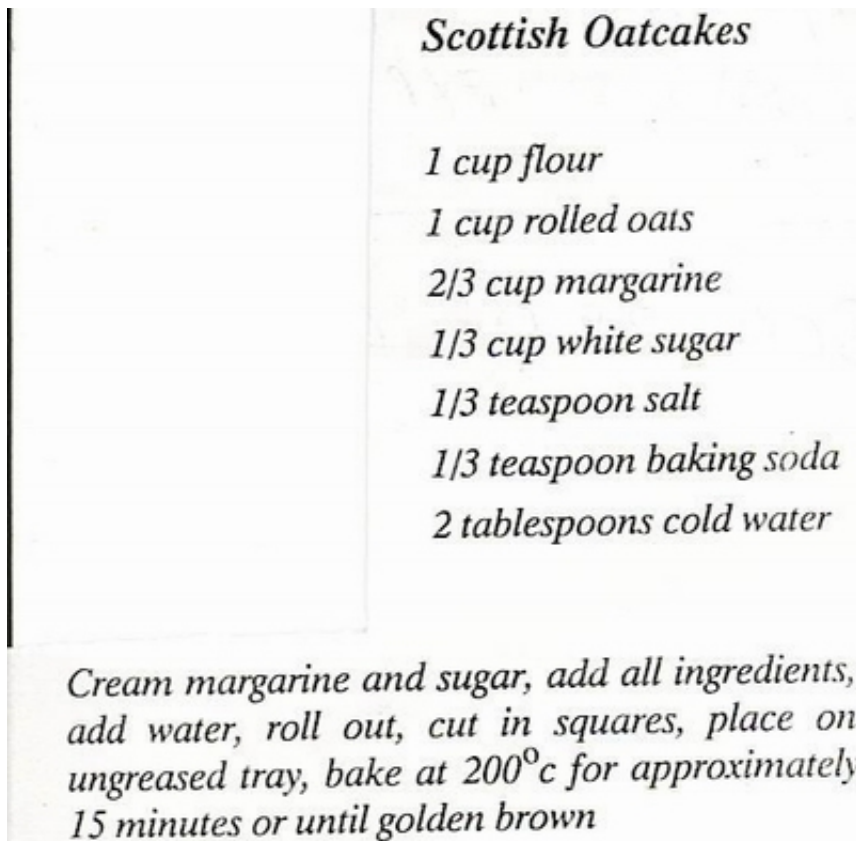 Scottish Oatcakes
1 cup flour
1 cup rolled oats
2/3 cup margarine
1/3 cup white sugar
1/3 teaspoon salt
1/3 teaspoon baking soda
2 tablespoons cold water
Cream margarine and sugar, add all ingredients,
add water, roll out, cut in squares, place on
ungreased tray, bake at 200°c for approximately
15 minutes or until golden brown